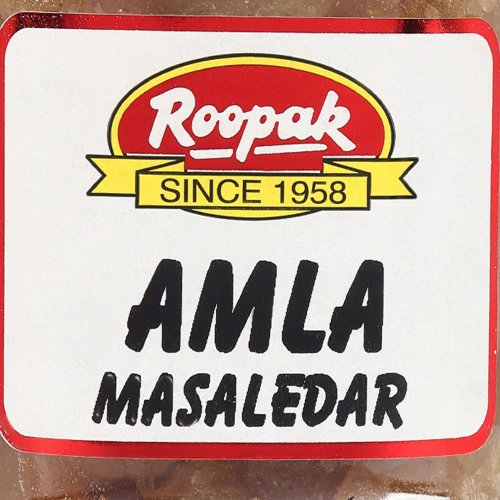 Roopak
SINCE 1958
AMLA
MASALEDAR